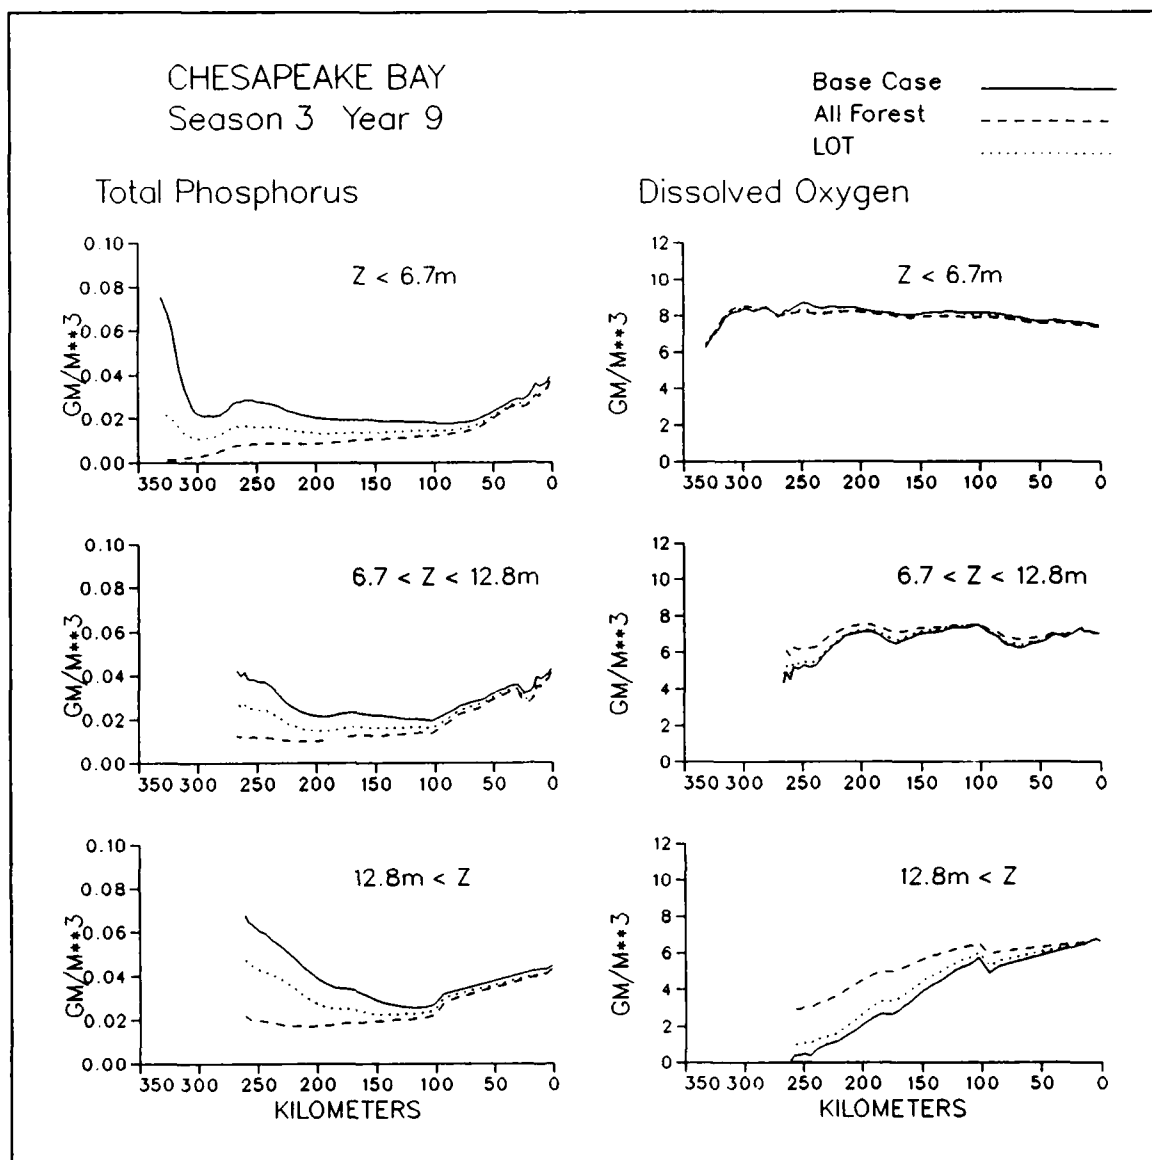 CHESAPEAKE BAY
Season 3 Year 9
Base Case
All Forest
LOT
Total Phosphorus
Dissolved Oxygen
Z < 6.7m
GM/M**3
0.10
0.08
0.06
0.04
0.02
0.00
350 300 250 200 150 100 50 0
Z < 6.7m
GM/M**3
12
10
8
6
4
2
0
350 300 250 200 150 100 50 0
6.7 < Z < 12.8m
GM/M**3
0.10
0.08
0.06
0.04
0.02
0.00
350 300 250 200 150 100 50 0
6.7 < Z < 12.8m
GM/M**3
12
10
8
6
4
2
0
350 300 250 200 150 100 50 0
12.8m < Z
GM/M**3
0.10
0.08
0.06
0.04
0.02
0.00
350 300 250 200 150 100 50 0
KILOMETERS
12.8m < Z
GM/M**3
12
10
8
6
4
2
0
350 300 250 200 150 100 50 0
KILOMETERS